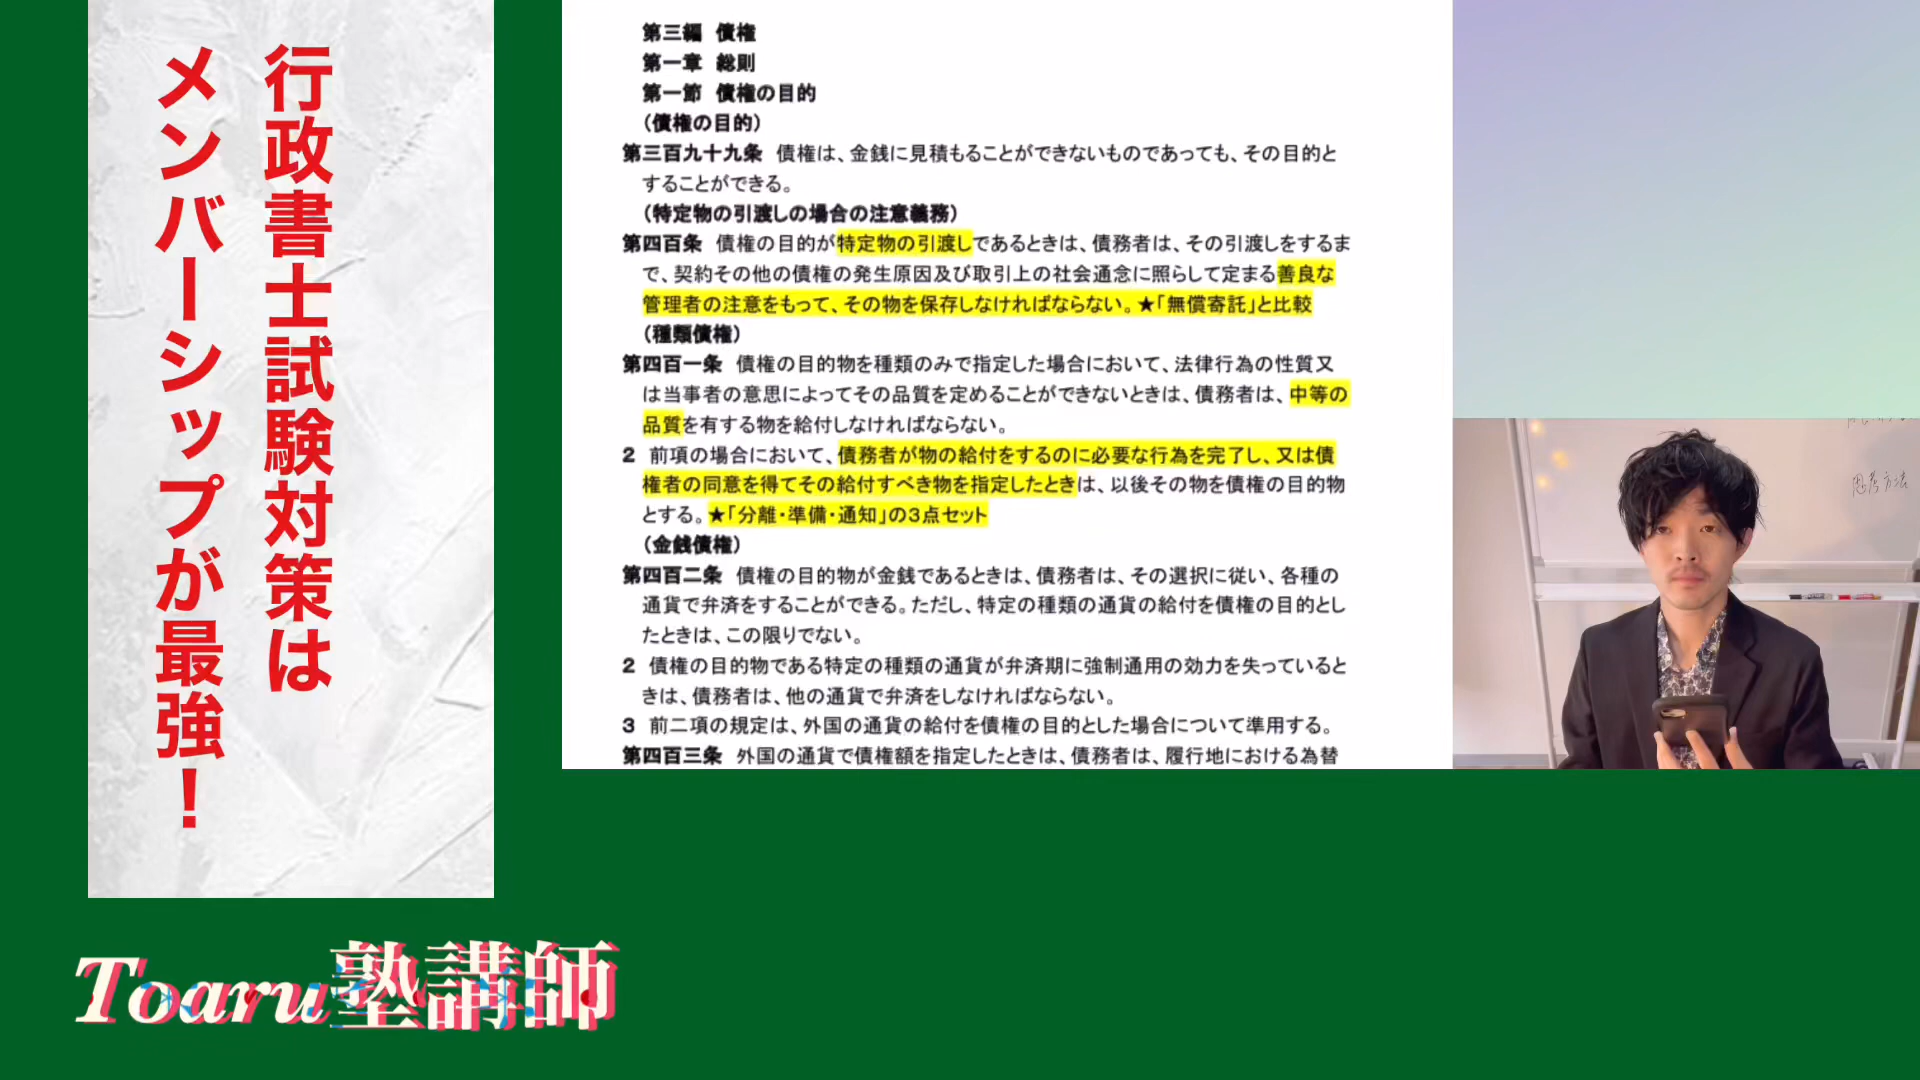 行政書士試験対策は
メンバーシップが最強！
第三編 債権
第一章 総則
第一節 債権の目的
（債権の目的）
第三百九十九条 債権は、金銭に見積もることができないものであっても、その目的と
することができる。
（特定物の引渡しの場合の注意義務）
第四百条 債権の目的が特定物の引渡しであるときは、債務者は、その引渡しをするま
で、契約その他の債権の発生原因及び取引上の社会通念に照らして定まる善良な
管理者の注意をもって、その物を保存しなければならない。★「無償寄託」と比較
（種類債権）
第四百一条 債権の目的物を種類のみで指定した場合において、法律行為の性質又
は当事者の意思によってその品質を定めることができないときは、債務者は、中等の
品質を有する物を給付しなければならない。
2 前項の場合において、債務者が物の給付をするのに必要な行為を完了し、又は債
権者の同意を得てその給付すべき物を指定したときは、以後その物を債権の目的物
とする。★「分離・準備・通知」の3点セット
（金銭債権）
第四百二条 債権の目的物が金銭であるときは、債務者は、その選択に従い、各種の
通貨で弁済をすることができる。ただし、特定の種類の通貨の給付を債権の目的とし
たときは、この限りでない。
2 債権の目的物である特定の種類の通貨が弁済期に強制通用の効力を失っていると
きは、債務者は、他の通貨で弁済をしなければならない。
3 前二項の規定は、外国の通貨の給付を債権の目的とした場合について準用する。
第四百三条 外国の通貨で債権額を指定したときは、債務者は、履行地における為替
思考方法
Toaru塾講師